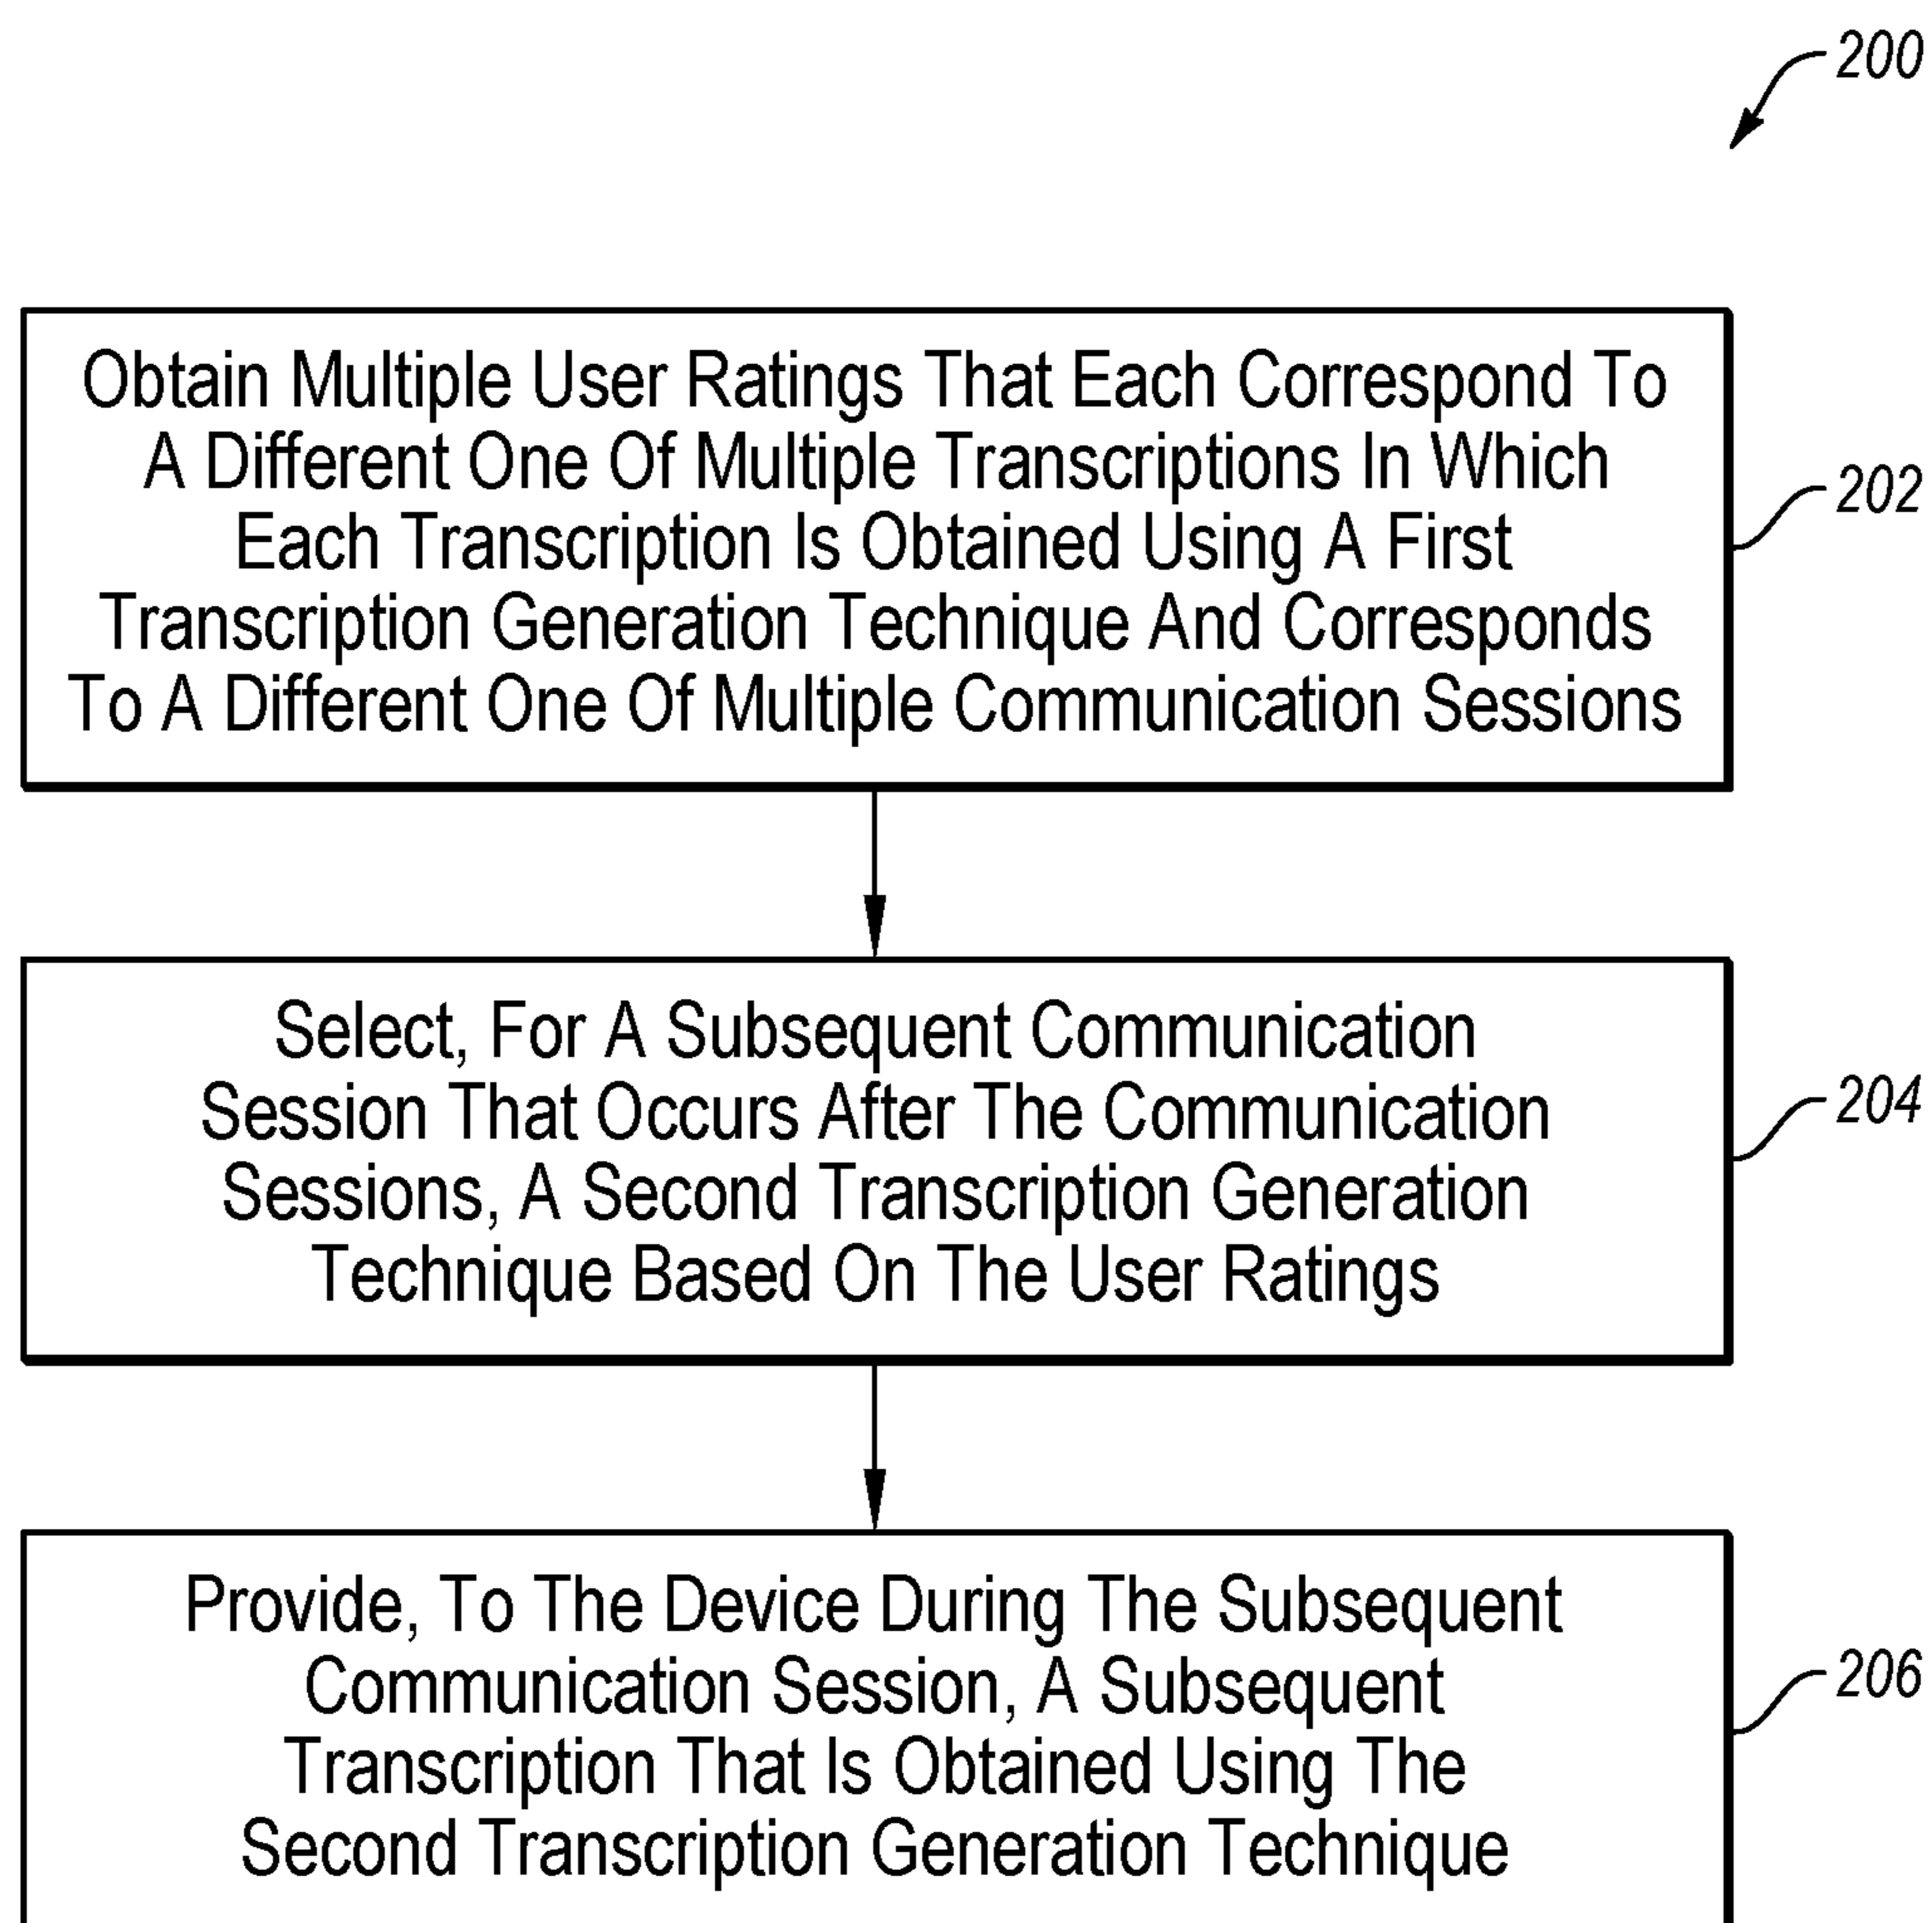 200
Obtain Multiple User Ratings That Each Correspond To
A Different One Of Multiple Transcriptions In Which
Each Transcription Is Obtained Using A First
Transcription Generation Technique And Corresponds
To A Different One Of Multiple Communication Sessions
202
Select, For A Subsequent Communication
Session That Occurs After The Communication
Sessions, A Second Transcription Generation
Technique Based On The User Ratings
204
Provide, To The Device During The Subsequent
Communication Session, A Subsequent
Transcription That Is Obtained Using The
Second Transcription Generation Technique
206